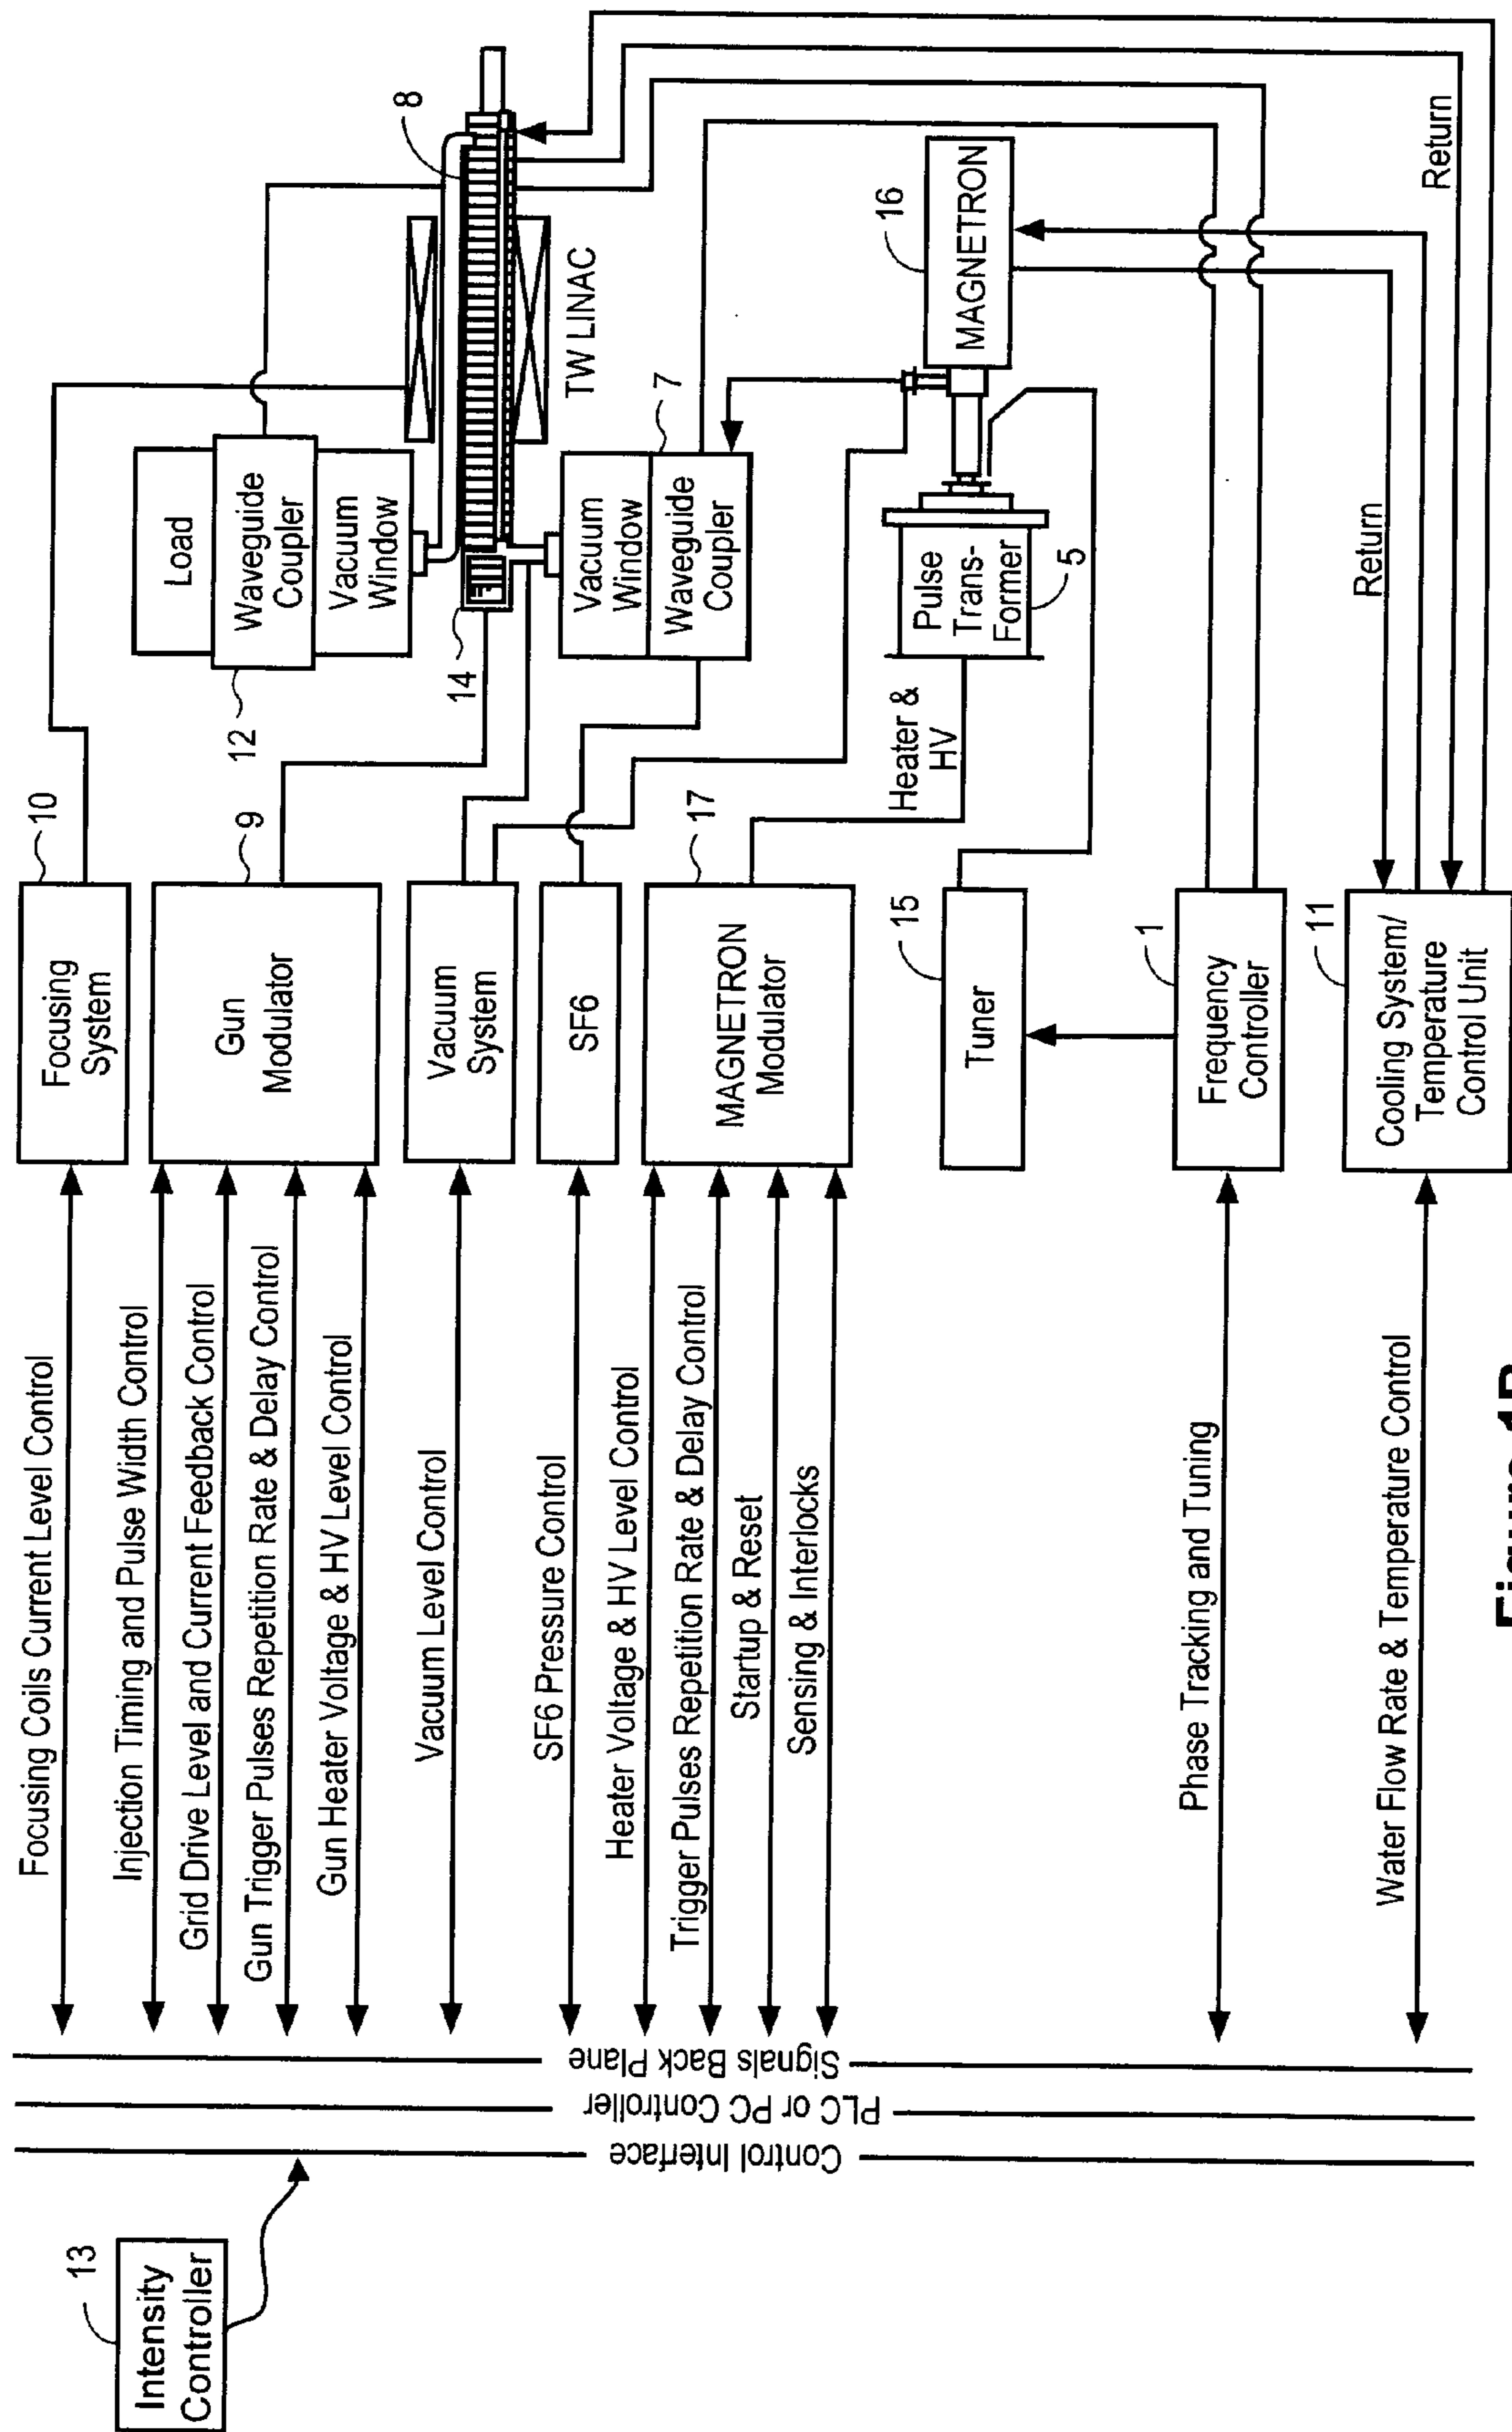 13
Intensity
Controller
Control Interface
PLC or PC Controller
Signals Back Plane
Focusing Coils Current Level Control
Injection Timing and Pulse Width Control
Grid Drive Level and Current Feedback Control
Gun Trigger Pulses Repetition Rate & Delay Control
Gun Heater Voltage & HV Level Control
Vacuum Level Control
SF6 Pressure Control
Heater Voltage & HV Level Control
Trigger Pulses Repetition Rate & Delay Control
Startup & Reset
Sensing & Interlocks
Phase Tracking and Tuning
Water Flow Rate & Temperature Control
10
Focusing
System
9
Gun
Modulator
Vacuum
System
SF6
17
MAGNETRON
Modulator
15
Tuner
1
Frequency
Controller
11
Cooling System/
Temperature
Control Unit
Load
Waveguide
Coupler
Vacuum
Window
12
14
8
TW LINAC
7
Vacuum
Window
Waveguide
Coupler
16
MAGNETRON
Heater &
HV
Pulse
Trans-
Former
5
Return
Return